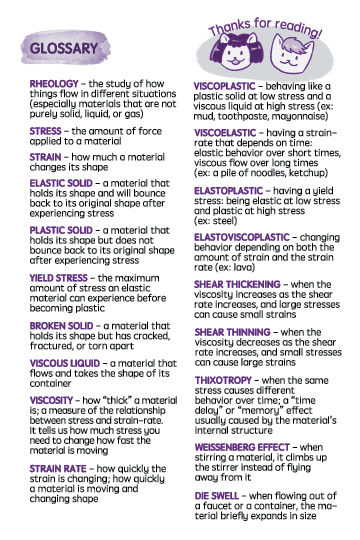 GLOSSARY
RHEOLOGY – the study of how
things flow in different situations
(especially materials that are not
purely solid, liquid, or gas)
STRESS – the amount of force
applied to a material
STRAIN – how much a material
changes its shape
ELASTIC SOLID – a material that
holds its shape and will bounce
back to its original shape after
experiencing stress
PLASTIC SOLID – a material that
holds its shape but does not
bounce back to its original shape
after experiencing stress
YIELD STRESS – the maximum
amount of stress an elastic
material can experience before
becoming plastic
BROKEN SOLID – a material that
holds its shape but has cracked,
fractured, or torn apart
VISCOUS LIQUID – a material that
flows and takes the shape of its
container
VISCOSITY – how “thick” a material
is; a measure of the relationship
between stress and strain-rate.
It tells us how much stress you
need to change how fast the
material is moving
STRAIN RATE – how quickly the
strain is changing; how quickly
a material is moving and
changing shape
Thanks for reading!
VISCOPLASTIC – behaving like a
plastic solid at low stress and a
viscous liquid at high stress (ex:
mud, toothpaste, mayonnaise)
VISCOELASTIC – having a strain-
rate that depends on time:
elastic behavior over short times,
viscous flow over long times
(ex: a pile of noodles, ketchup)
ELASTOPLASTIC – having a yield
stress: being elastic at low stress
and plastic at high stress
(ex: steel)
ELASTOVISCOPLASTIC – changing
behavior depending on both the
amount of strain and the strain
rate (ex: lava)
SHEAR THICKENING – when the
viscosity increases as the shear
rate increases, and large stresses
can cause small strains
SHEAR THINNING – when the
viscosity decreases as the shear
rate increases, and small stresses
can cause large strains
THIXOTROPY – when the same
stress causes different
behavior over time; a “time
delay” or “memory” effect
usually caused by the material's
internal structure
WEISSENBERG EFFECT – when
stirring a material, it climbs up
the stirrer instead of flying
away from it
DIE SWELL – when flowing out of
a faucet or a container, the ma-
terial briefly expands in size